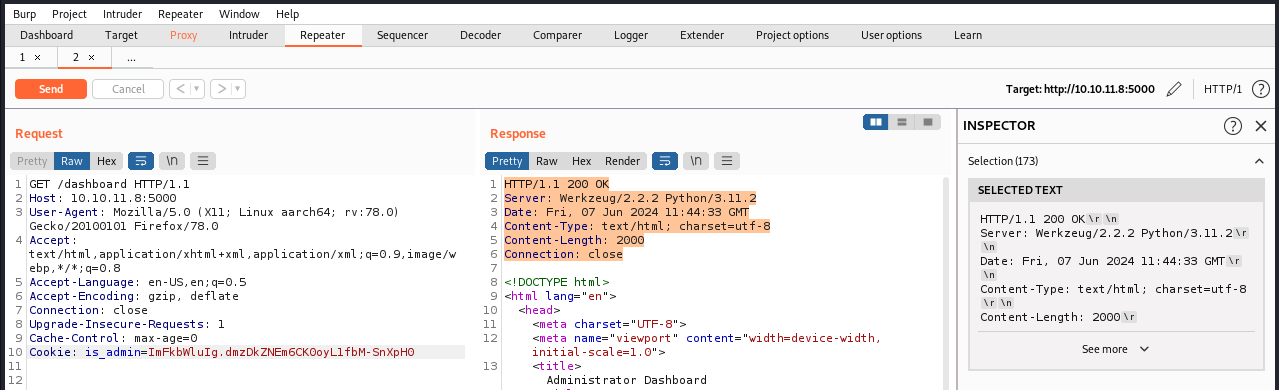 Burp Project Intruder Repeater Window Help
Dashboard Target Proxy Intruder Repeater Sequencer Decoder Comparer Logger Extender Project options User options Learn
1 × 2 × ...
Send Cancel < > Target: http://10.10.11.8:5000 HTTP/1 ?
Request
Pretty Raw Hex \n
1 GET /dashboard HTTP/1.1
2 Host: 10.10.11.8:5000
3 User-Agent: Mozilla/5.0 (X11; Linux aarch64; rv:78.0)
Gecko/20100101 Firefox/78.0
4 Accept:
text/html,application/xhtml+xml,application/xml;q=0.9,image/w
ebp,*/*;q=0.8
5 Accept-Language: en-US,en;q=0.5
6 Accept-Encoding: gzip, deflate
7 Connection: close
8 Upgrade-Insecure-Requests: 1
9 Cache-Control: max-age=0
10 Cookie: is_admin=ImFkbWluIg.dmzDkZNEm6CK0oyL1fbM-SnXpH0
11
12
Response
Pretty Raw Hex Render \n
1 HTTP/1.1 200 OK
2 Server: Werkzeug/2.2.2 Python/3.11.2
3 Date: Fri, 07 Jun 2024 11:44:33 GMT
4 Content-Type: text/html; charset=utf-8
5 Content-Length: 2000
6 Connection: close
7
8 <!DOCTYPE html>
9 <html lang="en">
10 <head>
11 <meta charset="UTF-8">
12 <meta name="viewport" content="width=device-width,
initial-scale=1.0">
13 <title>
Administrator Dashboard
INSPECTOR ? ×
Selection (173)
SELECTED TEXT
HTTP/1.1 200 OK\r \n
Server: Werkzeug/2.2.2 Python/3.11.2\r
\n
Date: Fri, 07 Jun 2024 11:44:33 GMT\r
\n
Content-Type: text/html; charset=utf-8
\r \n
Content-Length: 2000\r
See more